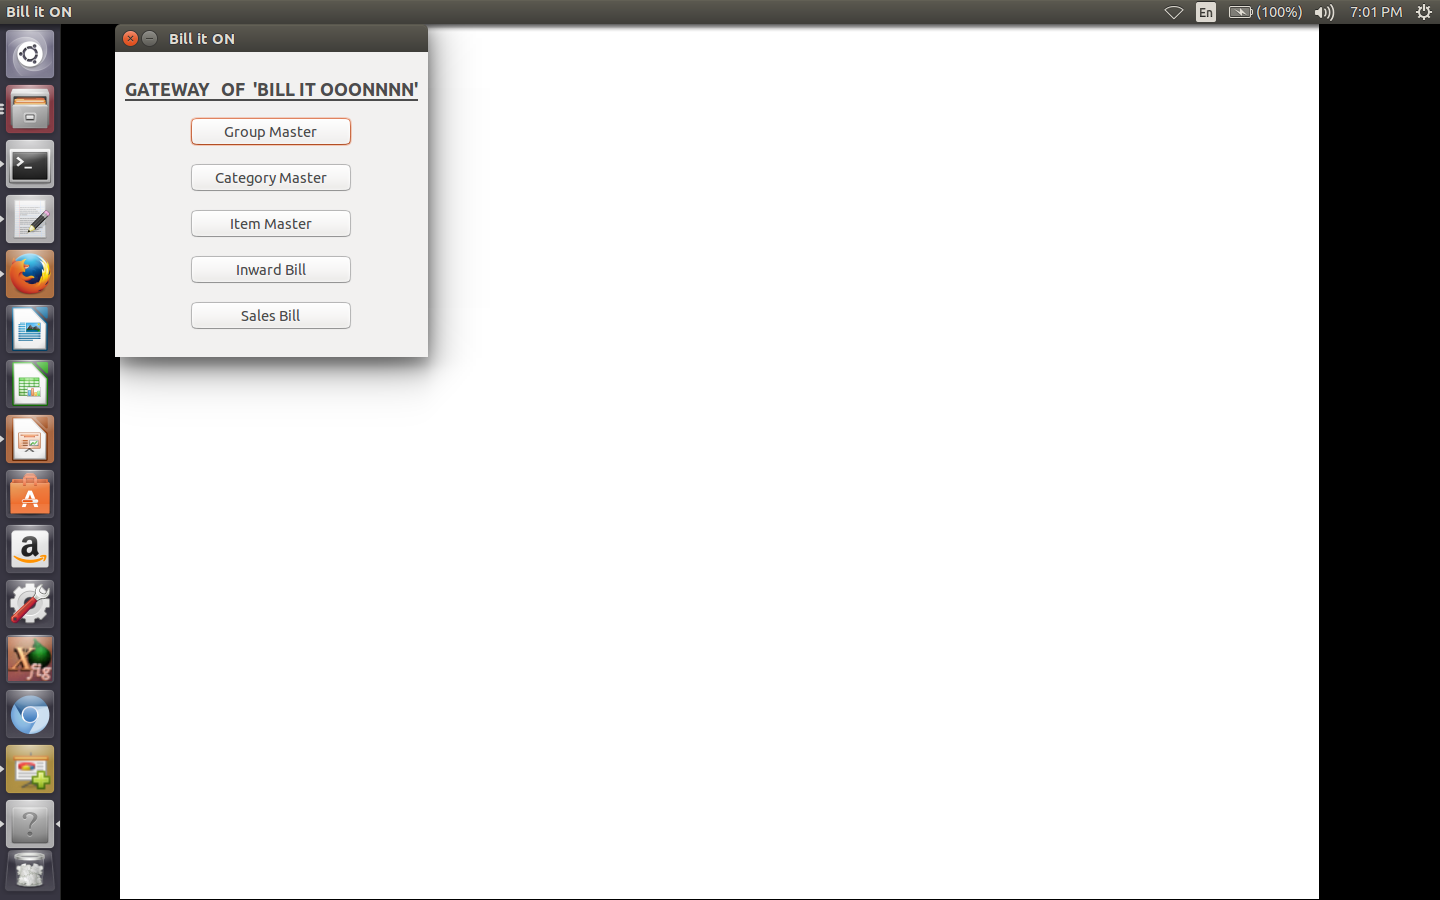 Bill it ON
En
(100%)
7:01 PM
Bill it ON
GATEWAY OF 'BILL IT OOONNNN'
Group Master
Category Master
Item Master
Inward Bill
Sales Bill
>_
A
a
X
fig
?